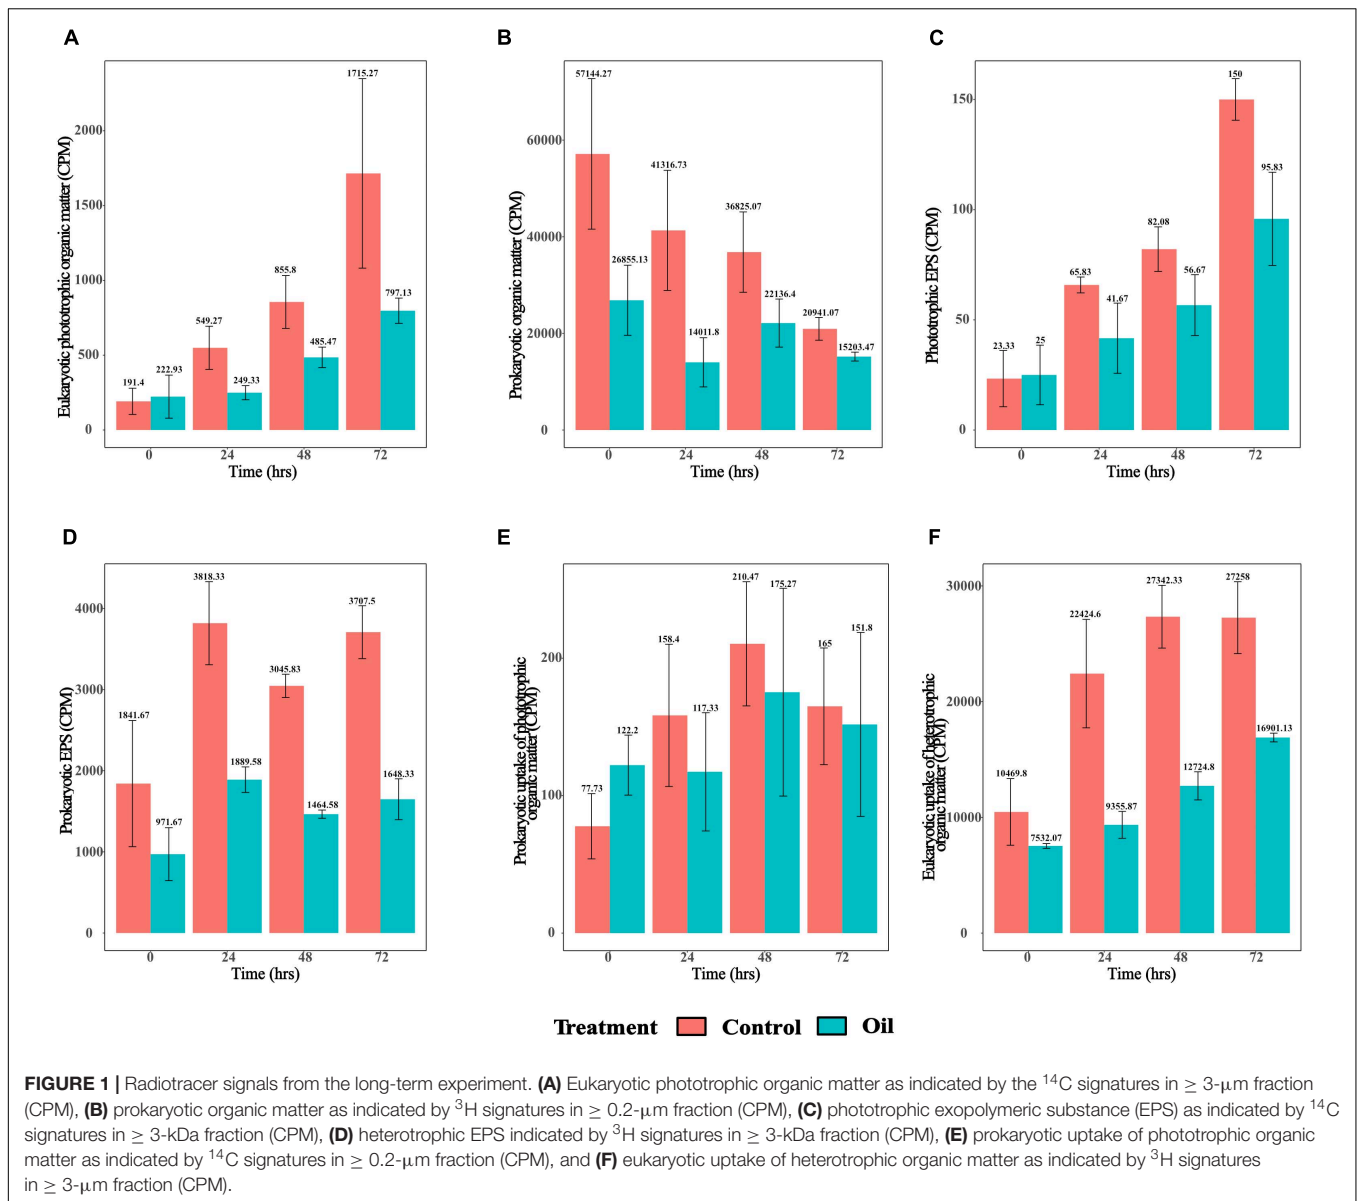 A
Eukaryotic phototrophic organic matter (CPM)
2000
1500
1000
500
0
191.4
222.93
549.27
249.33
855.8
485.47
1715.27
797.13
0 24 48 72
Time (hrs)
B
Prokaryotic organic matter (CPM)
60000
40000
20000
0
57144.27
26855.13
41316.73
14011.8
36825.07
22136.4
20941.07
15203.47
0 24 48 72
Time (hrs)
C
Phototrophic EPS (CPM)
150
100
50
0
23.33
25
65.83
41.67
82.08
56.67
150
95.83
0 24 48 72
Time (hrs)
D
Prokaryotic EPS (CPM)
4000
3000
2000
1000
0
1841.67
971.67
3818.33
1889.58
3045.83
1464.58
3707.5
1648.33
0 24 48 72
Time (hrs)
E
Prokaryotic uptake of phototrophic
organic matter (CPM)
200
100
0
77.73
122.2
158.4
117.33
210.47
175.27
165
151.8
0 24 48 72
Time (hrs)
F
Eukaryotic uptake of heterotrophic
organic matter (CPM)
30000
20000
10000
0
10469.8
7532.07
22424.6
9355.87
27342.33
12724.8
27258
16901.13
0 24 48 72
Time (hrs)
Treatment Control Oil
FIGURE 1 | Radiotracer signals from the long-term experiment. (A) Eukaryotic phototrophic organic matter as indicated by the ¹⁴C signatures in ≥ 3-μm fraction
(CPM), (B) prokaryotic organic matter as indicated by ³H signatures in ≥ 0.2-μm fraction (CPM), (C) phototrophic exopolymeric substance (EPS) as indicated by ¹⁴C
signatures in ≥ 3-kDa fraction (CPM), (D) heterotrophic EPS indicated by ³H signatures in ≥ 3-kDa fraction (CPM), (E) prokaryotic uptake of phototrophic organic
matter as indicated by ¹⁴C signatures in ≥ 0.2-μm fraction (CPM), and (F) eukaryotic uptake of heterotrophic organic matter as indicated by ³H signatures
in ≥ 3-μm fraction (CPM).